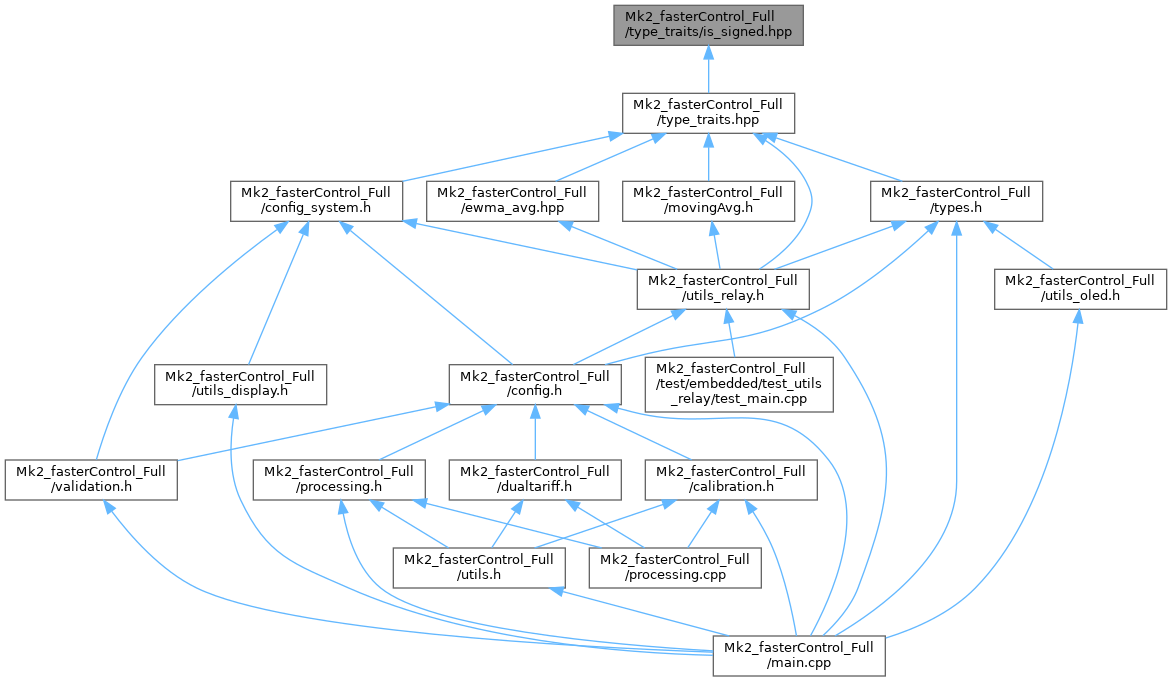 Mk2_fasterControl_Full
/type_traits/is_signed.hpp
Mk2_fasterControl_Full
/type_traits.hpp
Mk2_fasterControl_Full
/config_system.h
Mk2_fasterControl_Full
/ewma_avg.hpp
Mk2_fasterControl_Full
/movingAvg.h
Mk2_fasterControl_Full
/types.h
Mk2_fasterControl_Full
/utils_relay.h
Mk2_fasterControl_Full
/utils_oled.h
Mk2_fasterControl_Full
/utils_display.h
Mk2_fasterControl_Full
/config.h
Mk2_fasterControl_Full
/test/embedded/test_utils
_relay/test_main.cpp
Mk2_fasterControl_Full
/validation.h
Mk2_fasterControl_Full
/processing.h
Mk2_fasterControl_Full
/dualtariff.h
Mk2_fasterControl_Full
/calibration.h
Mk2_fasterControl_Full
/utils.h
Mk2_fasterControl_Full
/processing.cpp
Mk2_fasterControl_Full
/main.cpp